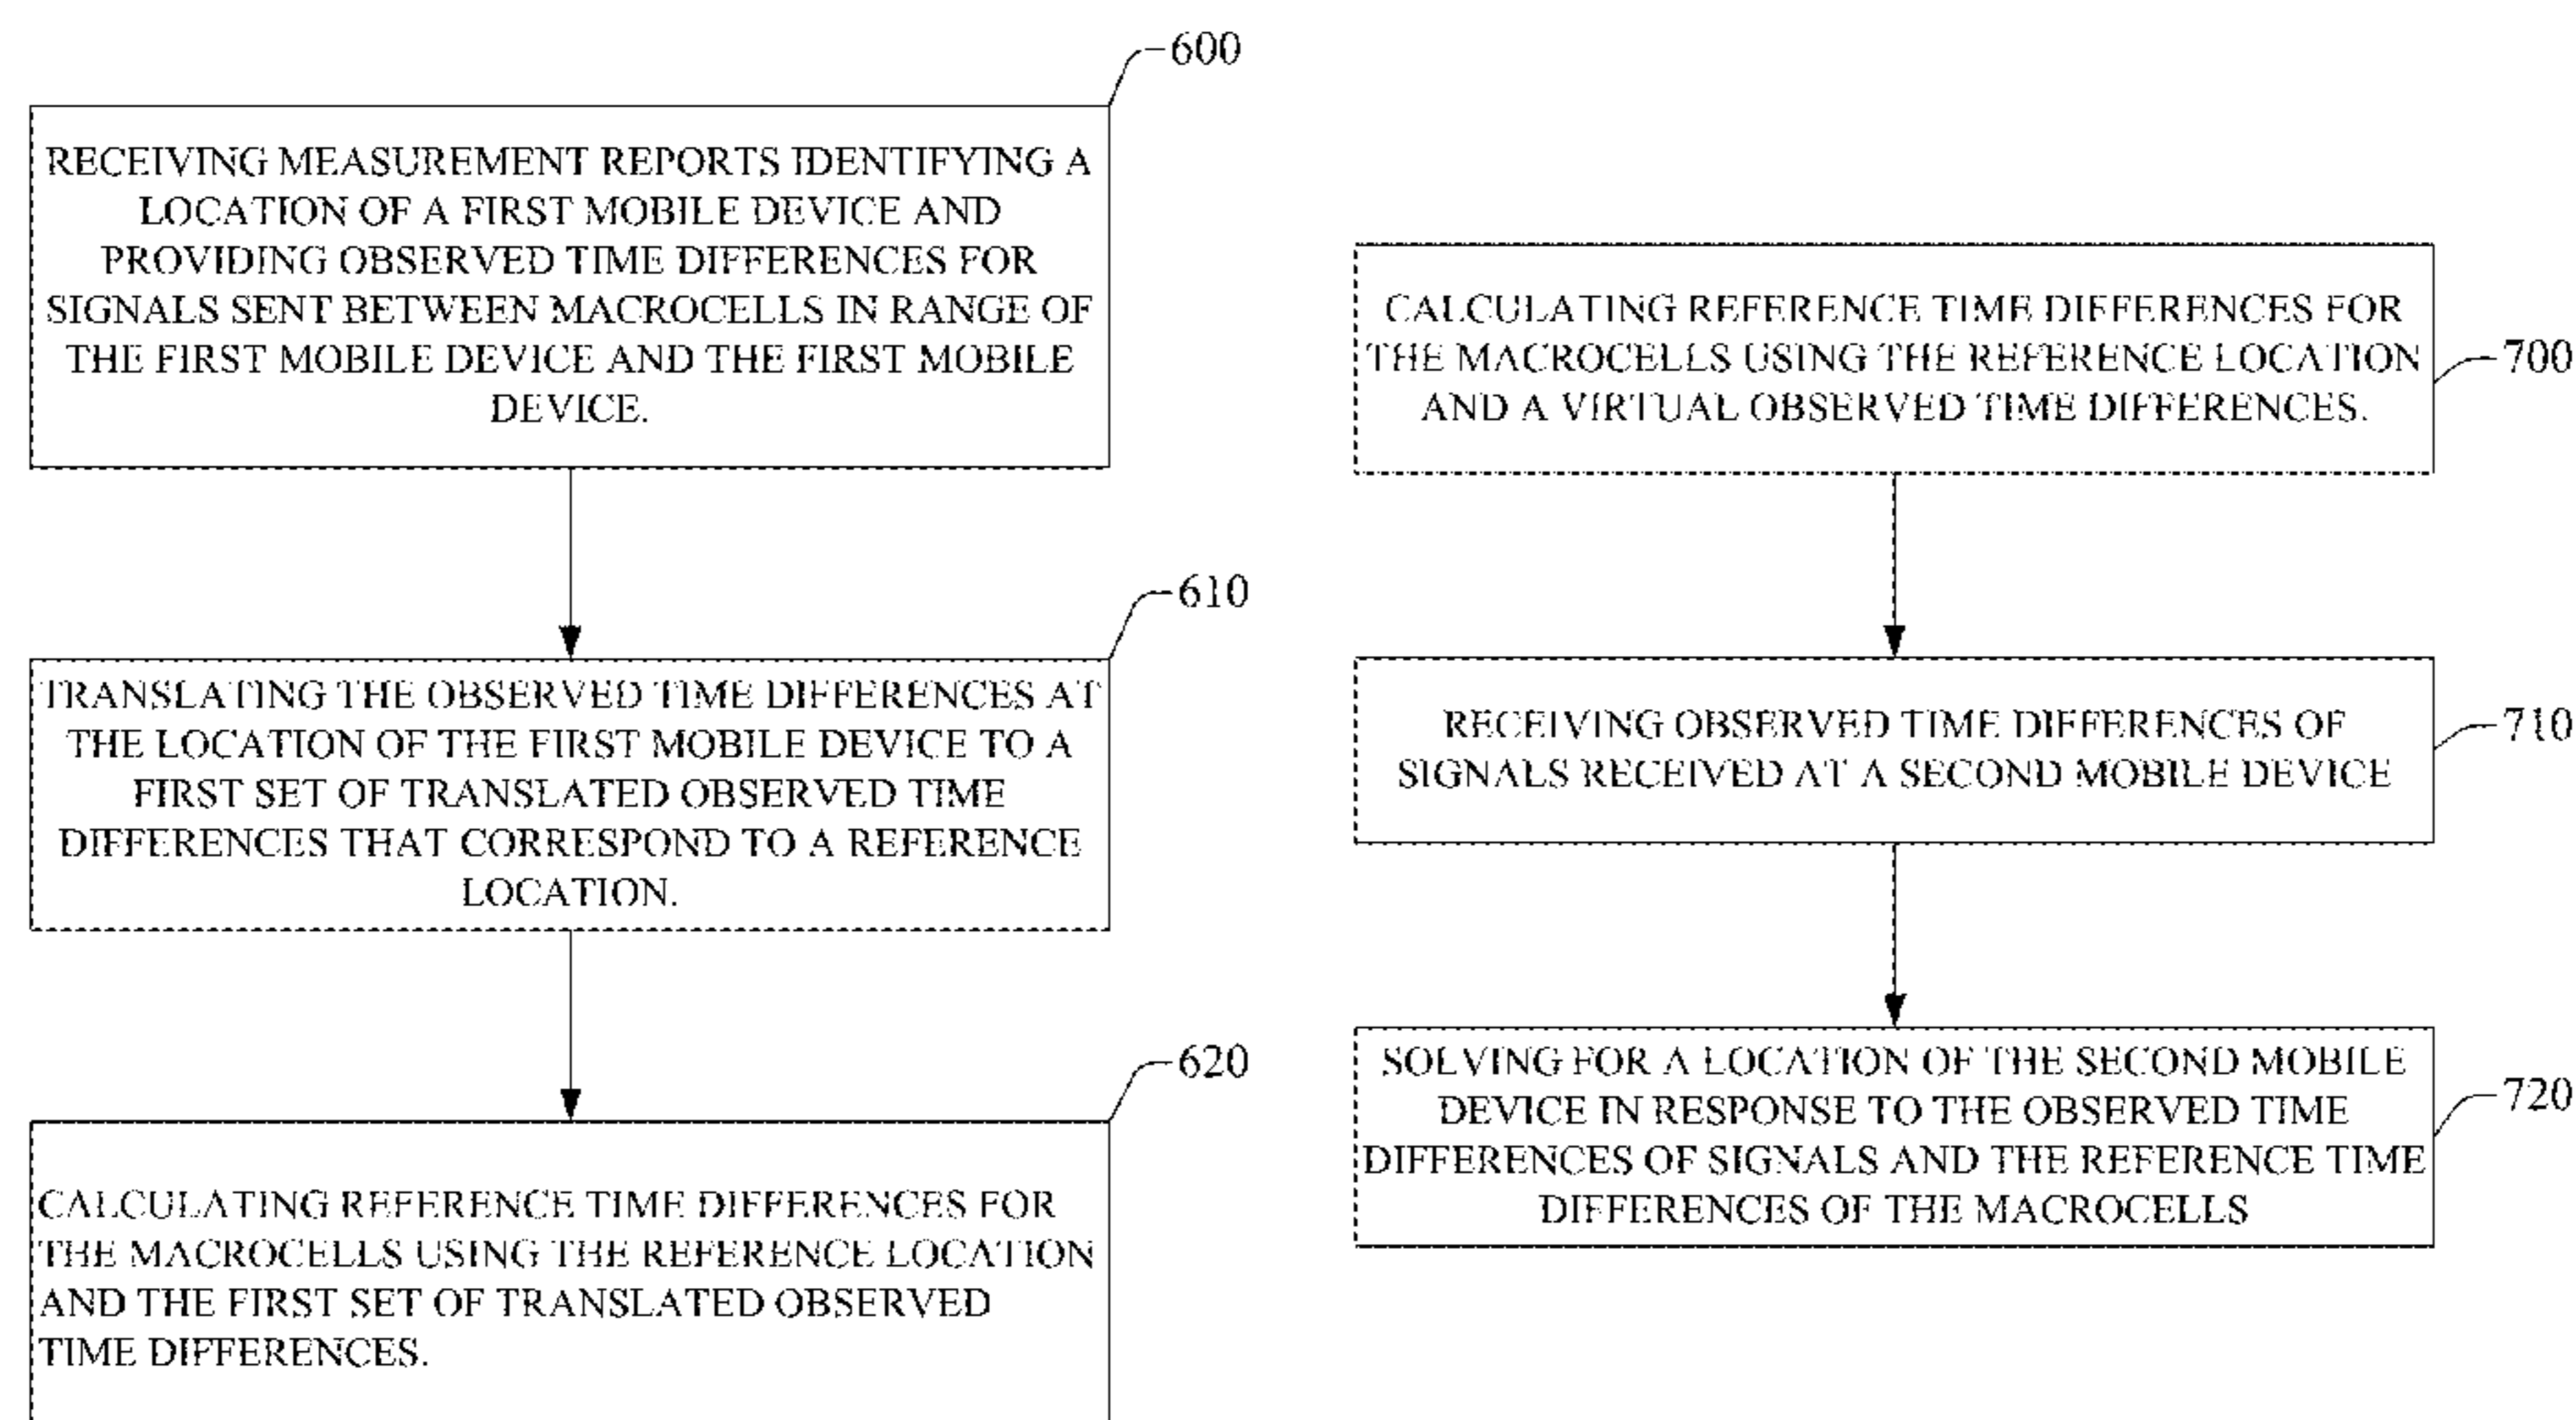 600
RECEIVING MEASUREMENT REPORTS IDENTIFYING A
LOCATION OF A FIRST MOBILE DEVICE AND
PROVIDING OBSERVED TIME DIFFERENCES FOR
SIGNALS SENT BETWEEN MACROCELLS IN RANGE OF
THE FIRST MOBILE DEVICE AND THE FIRST MOBILE
DEVICE.
610
TRANSLATING THE OBSERVED TIME DIFFERENCES AT
THE LOCATION OF THE FIRST MOBILE DEVICE TO A
FIRST SET OF TRANSLATED OBSERVED TIME
DIFFERENCES THAT CORRESPOND TO A REFERENCE
LOCATION.
620
CALCULATING REFERENCE TIME DIFFERENCES FOR
THE MACROCELLS USING THE REFERENCE LOCATION
AND THE FIRST SET OF TRANSLATED OBSERVED
TIME DIFFERENCES.
CALCULATING REFERENCE TIME DIFFERENCES FOR
THE MACROCELLS USING THE REFERENCE LOCATION
AND A VIRTUAL OBSERVED TIME DIFFERENCES.
700
RECEIVING OBSERVED TIME DIFFERENCES OF
SIGNALS RECEIVED AT A SECOND MOBILE DEVICE
710
SOLVING FOR A LOCATION OF THE SECOND MOBILE
DEVICE IN RESPONSE TO THE OBSERVED TIME
DIFFERENCES OF SIGNALS AND THE REFERENCE TIME
DIFFERENCES OF THE MACROCELLS
720